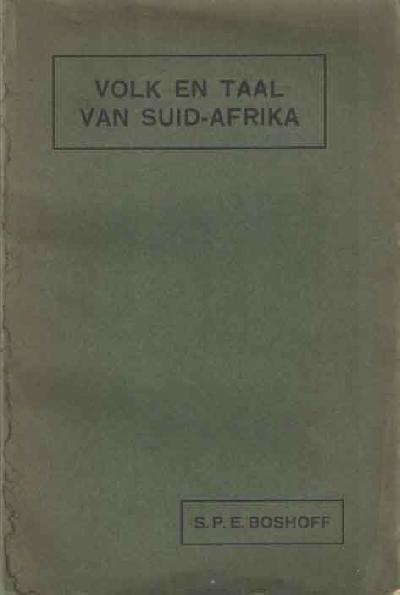 VOLK EN TAAL
VAN SUID-AFRIKA
S. P. E. BOSHOFF